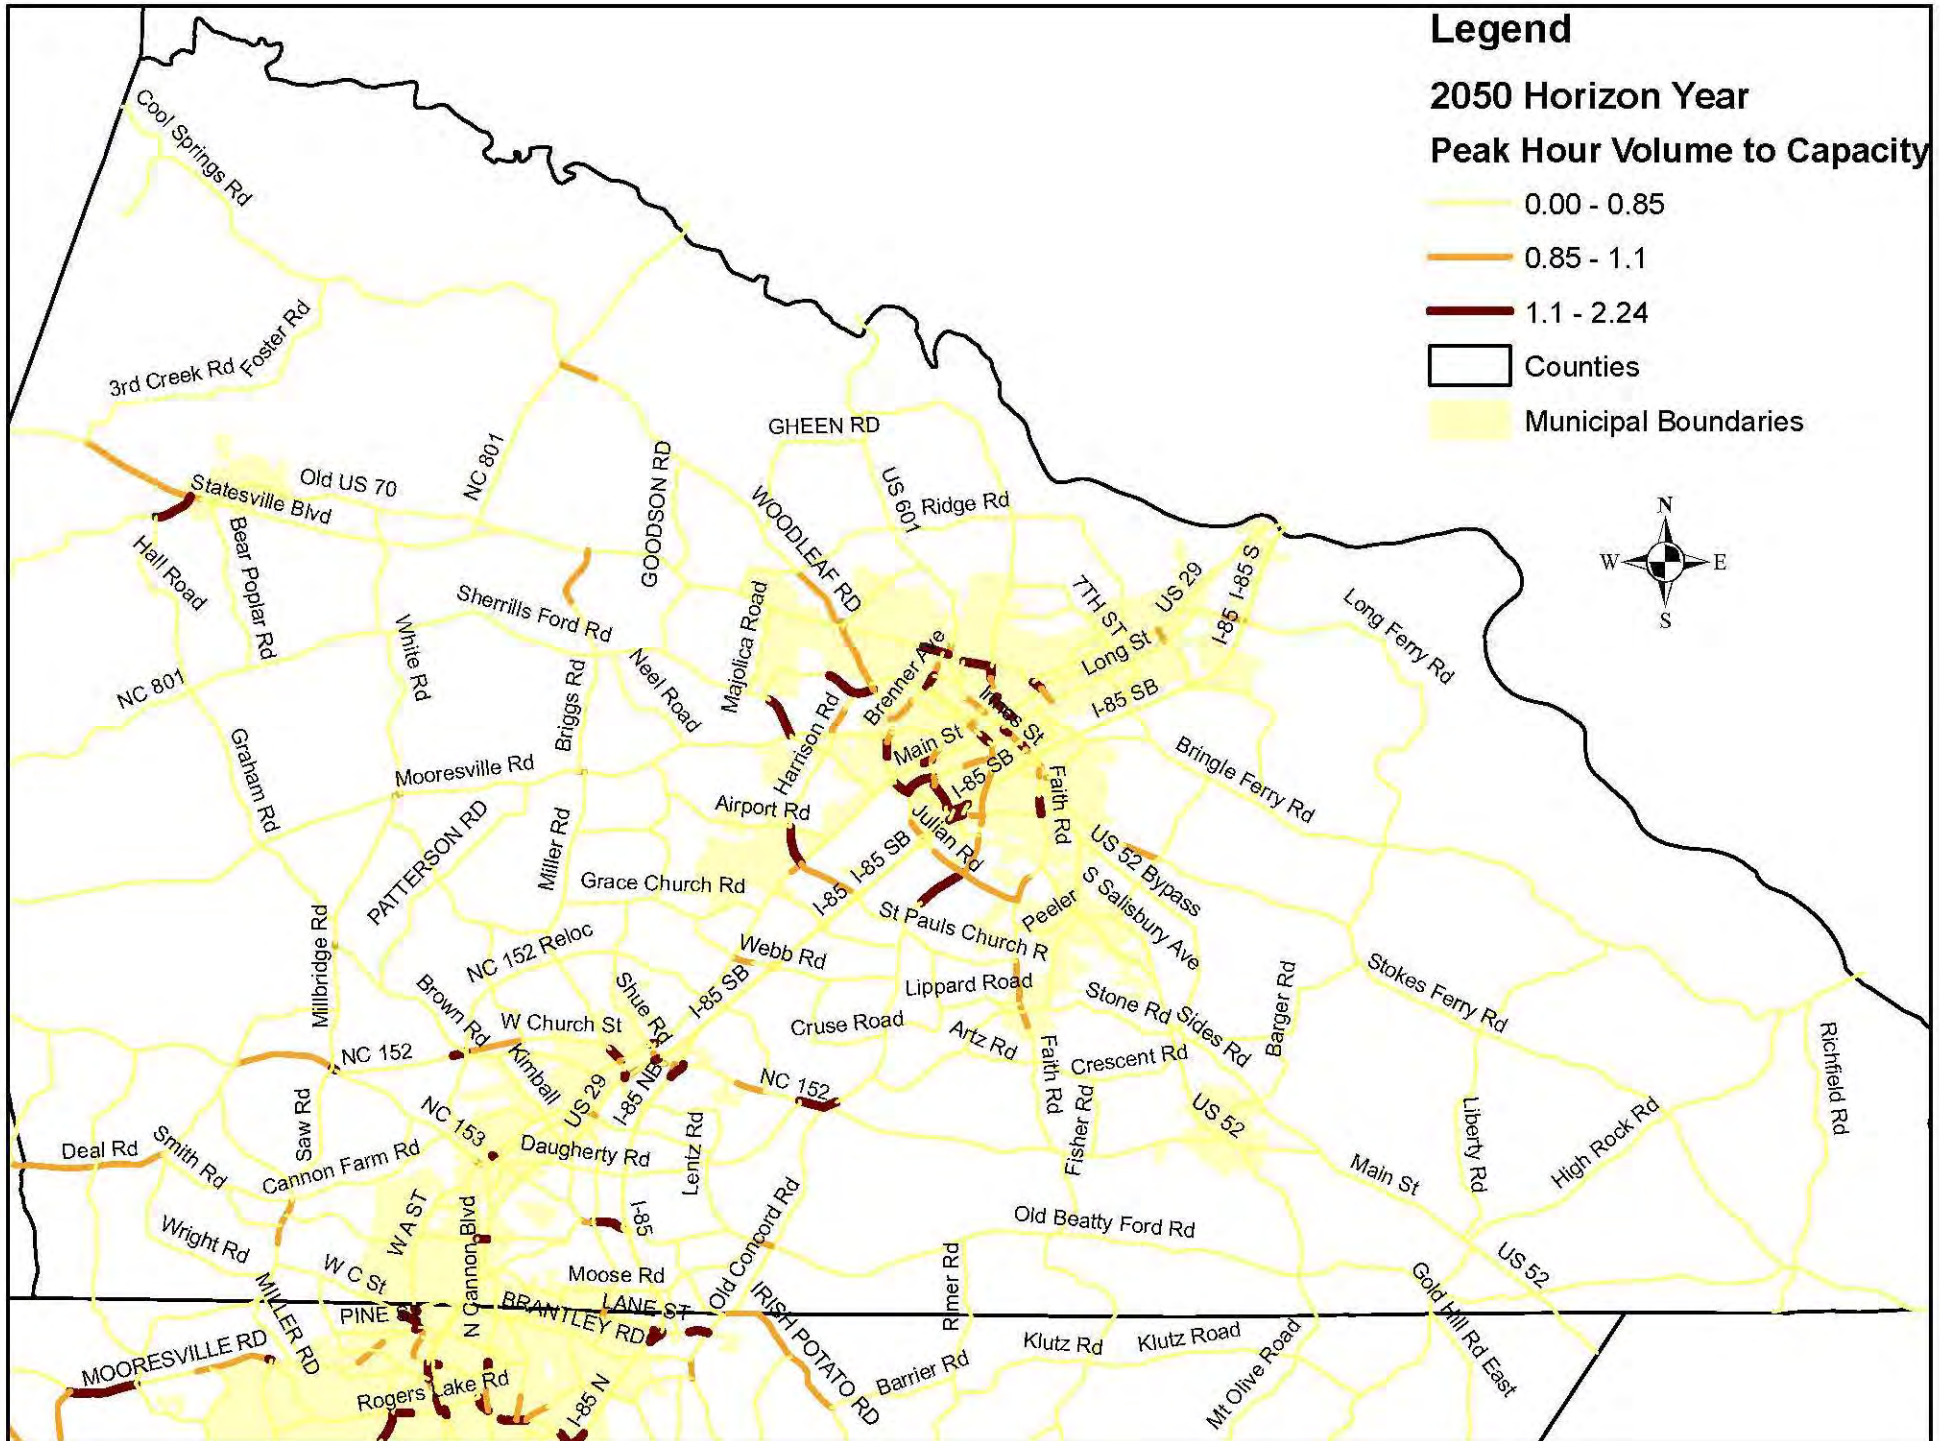 Legend
2050 Horizon Year
Peak Hour Volume to Capacity
0.00 - 0.85
0.85 - 1.1
1.1 - 2.24
Counties
Municipal Boundaries
N
W
E
S
Cool Springs Rd
Foster Rd
3rd Creek Rd
NC 801
GHEEN RD
Old US 70
Statesville Blvd
GOODSON RD
US 601
Ridge Rd
WOODLEAF RD
Hall Road
Bear Poplar Rd
Sherrills Ford Rd
White Rd
Majolica Road
7TH ST
US 29
I-85 S
I-85
Long St
Long Ferry Rd
NC 801
Briggs Rd
Neel Road
Brenner Ave
Harrison Rd
Innes St
I-85 SB
Main St
I-85 SB
Graham Rd
Mooresville Rd
Bringle Ferry Rd
Airport Rd
Faith Rd
Julian Rd
PATTERSON RD
Miller Rd
I-85 SB
I-85
US 52 Bypass
Grace Church Rd
S Salisbury Ave
Peeler
St Pauls Church R
Millbridge Rd
NC 152 Reloc
Webb Rd
I-85 SB
Shue Rd
Brown Rd
Lippard Road
Stone Rd
Sides Rd
Barger Rd
Stokes Ferry Rd
W Church St
Cruse Road
Artz Rd
Crescent Rd
Richfield Rd
NC 152
Kimball
US 29
I-85 NB
NC 152
Faith Rd
Fisher Rd
US 52
Liberty Rd
High Rock Rd
Saw Rd
NC 153
Daugherty Rd
Lentz Rd
Deal Rd
Smith Rd
Cannon Farm Rd
Main St
W A ST
N Cannon Blvd
I-85
Old Concord Rd
Old Beatty Ford Rd
Wright Rd
W C St
Moose Rd
Rimer Rd
US 52
Gold Hill Rd East
MILLER RD
PINE ST
BRANTLEY RD
LANE ST
IRISH POTATO RD
Klutz Rd
Klutz Road
Mt Olive Road
MOORESVILLE RD
Rogers Lake Rd
Barrier Rd
I-85 N